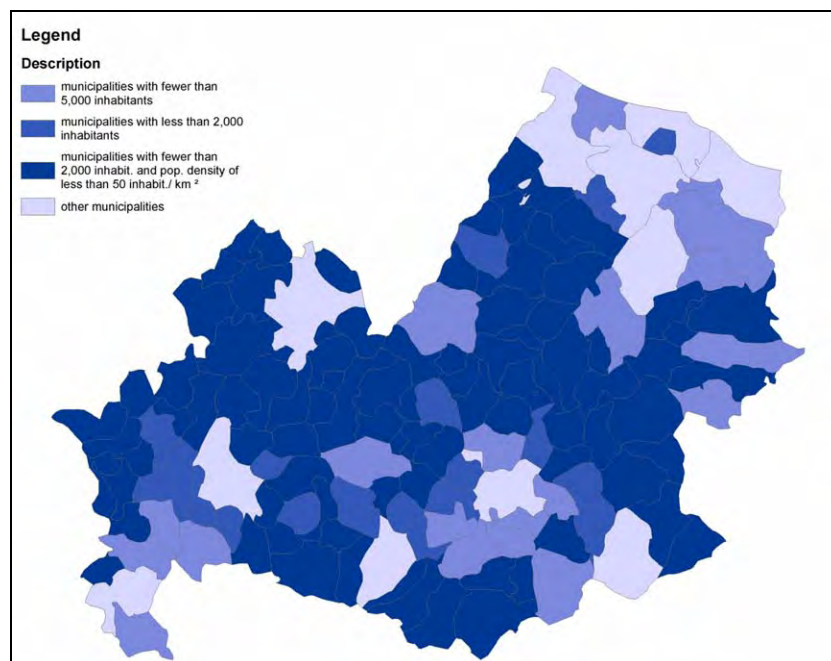 Legend
Description
municipalities with fewer than
5,000 inhabitants
municipalities with less than 2,000
inhabitants
municipalities with fewer than
2,000 inhabit. and pop. density of
less than 50 inhabit./ km ²
other municipalities